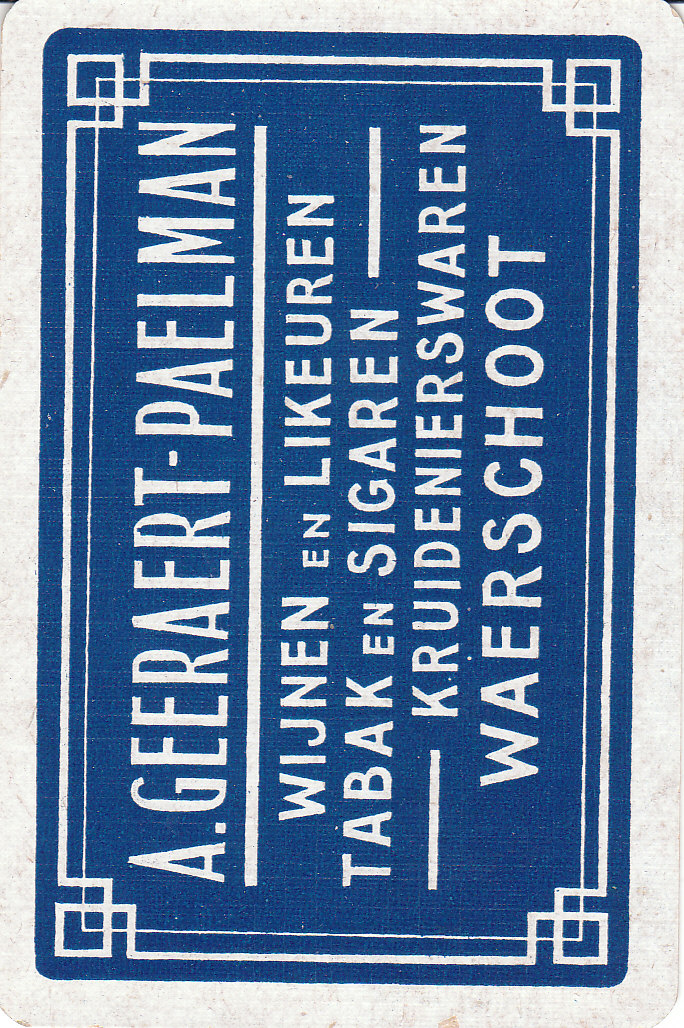 A. GEERAERT-PAELMAN
WIJNEN EN LIKEUREN
TABAK EN SIGAREN
KRUIDENIERSWAREN
WAERSCHOOT